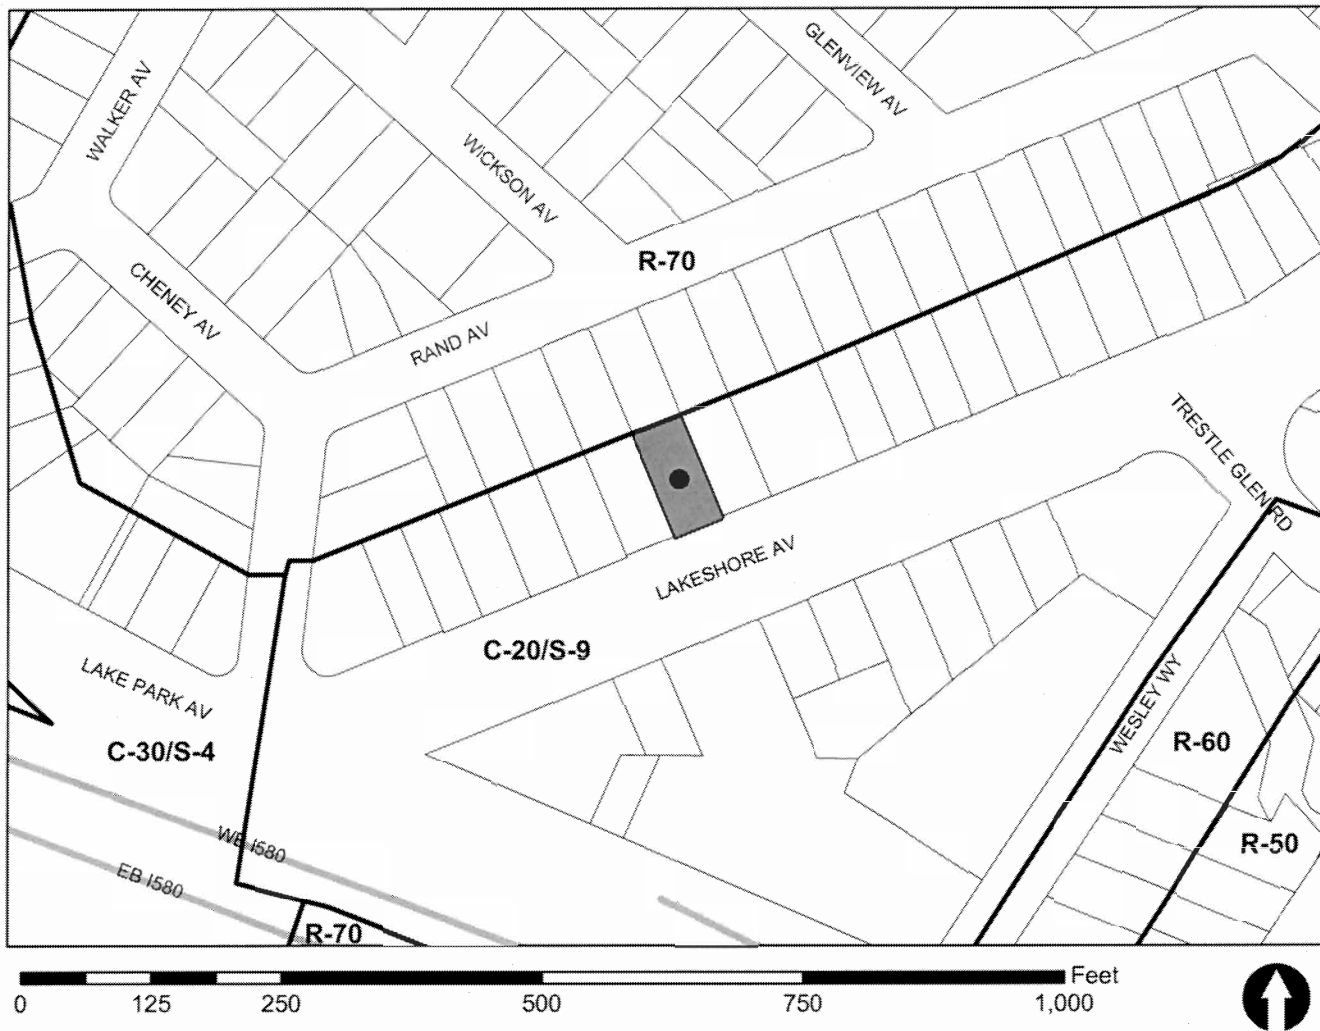 GLENVIEW AV
WALKER AV
WICKSON AV
R-70
CHENEY AV
RAND AV
TRESTLE GLEN RD
LAKESHORE AV
C-20/S-9
LAKE PARK AV
WESLEY WY
C-30/S-4
R-60
WB I580
R-50
EB I580
R-70
Feet
0 125 250 500 750 1,000